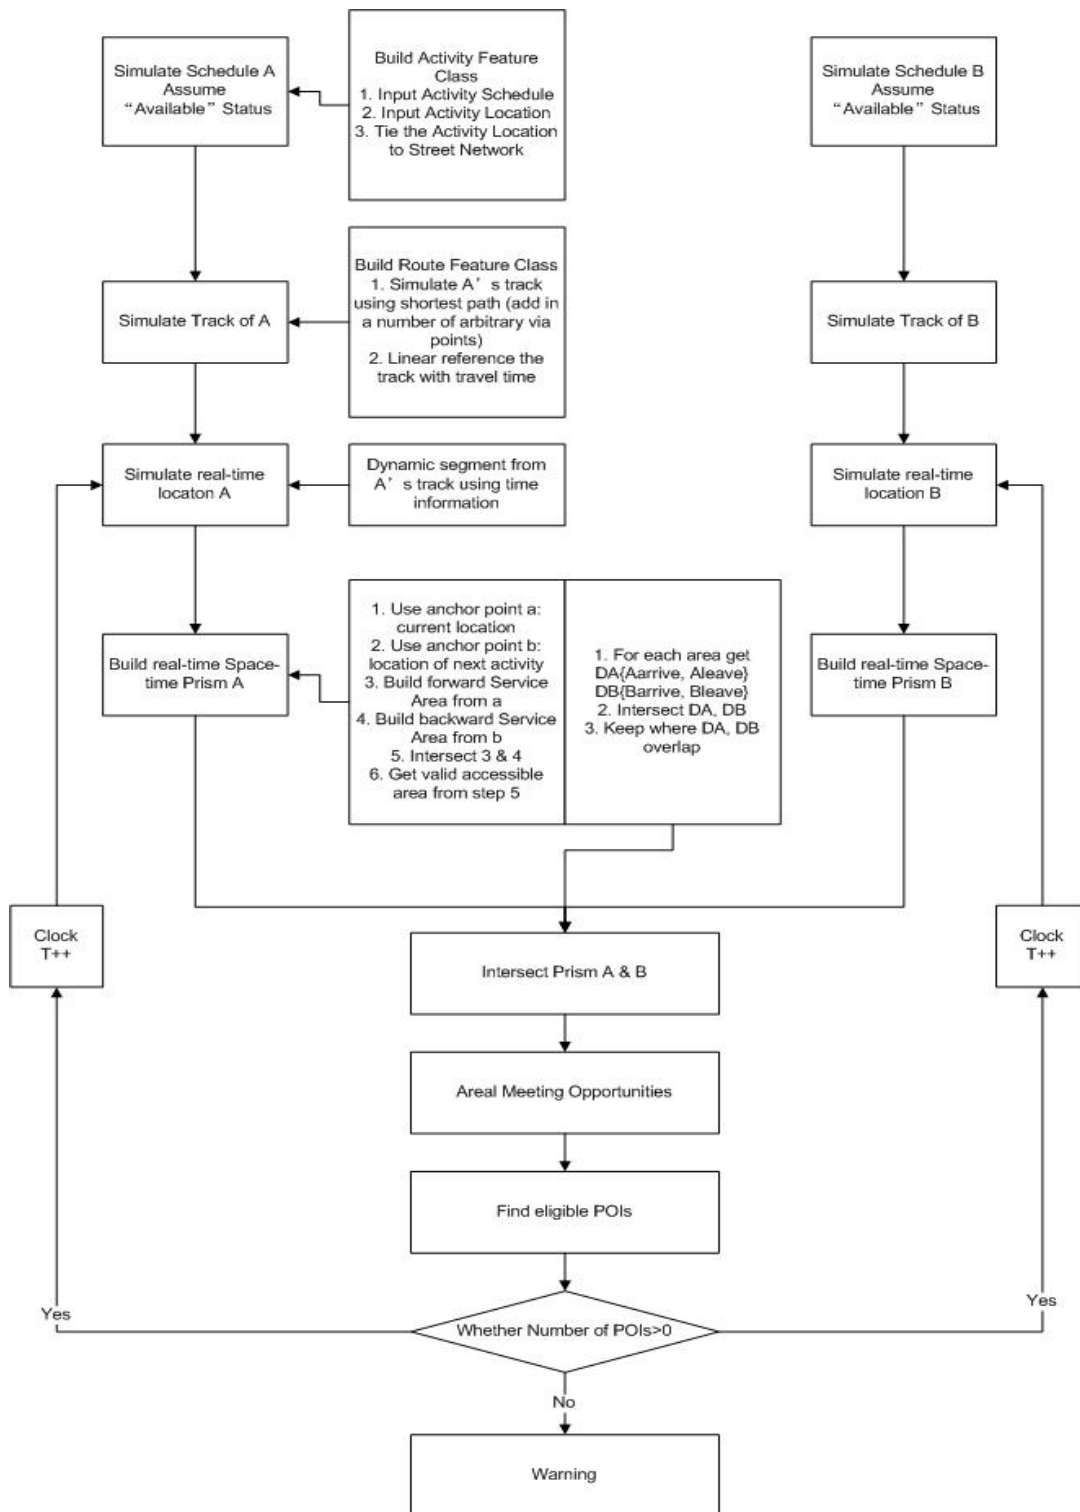 Simulate Schedule A
Assume
“Available” Status
Build Activity Feature
Class
1. Input Activity Schedule
2. Input Activity Location
3. Tie the Activity Location
to Street Network
Simulate Schedule B
Assume
“Available” Status
Simulate Track of A
Build Route Feature Class
1. Simulate A’s track
using shortest path (add in
a number of arbitrary via
points)
2. Linear reference the
track with travel time
Simulate Track of B
Simulate real-time
locaton A
Dynamic segment from
A’s track using time
information
Simulate real-time
location B
Build real-time Space-
time Prism A
1. Use anchor point a:
current location
2. Use anchor point b:
location of next activity
3. Build forward Service
Area from a
4. Build backward Service
Area from b
5. Intersect 3 & 4
6. Get valid accessible
area from step 5
1. For each area get
DA{Aarrive, Aleave}
DB{Barrive, Bleave}
2. Intersect DA, DB
3. Keep where DA, DB
overlap
Build real-time Space-
time Prism B
Clock
T++
Clock
T++
Intersect Prism A & B
Areal Meeting Opportunities
Find eligible POIs
Yes
Whether Number of POIs>0
Yes
No
Warning